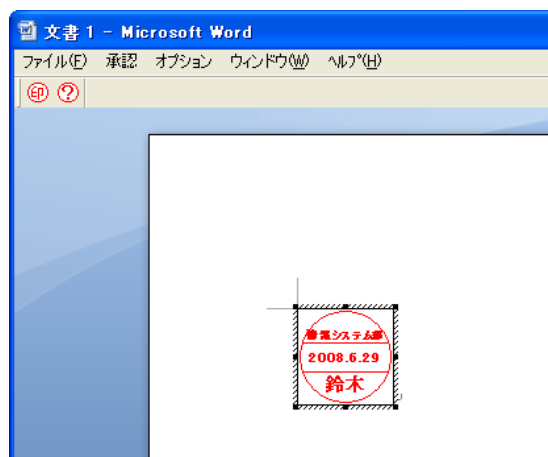 文書 1 - Microsoft Word
ファイル(F) 承認 オプション ウィンドウ(W) ヘルプ(H)
印 ?
システム部
2008.6.29
鈴木